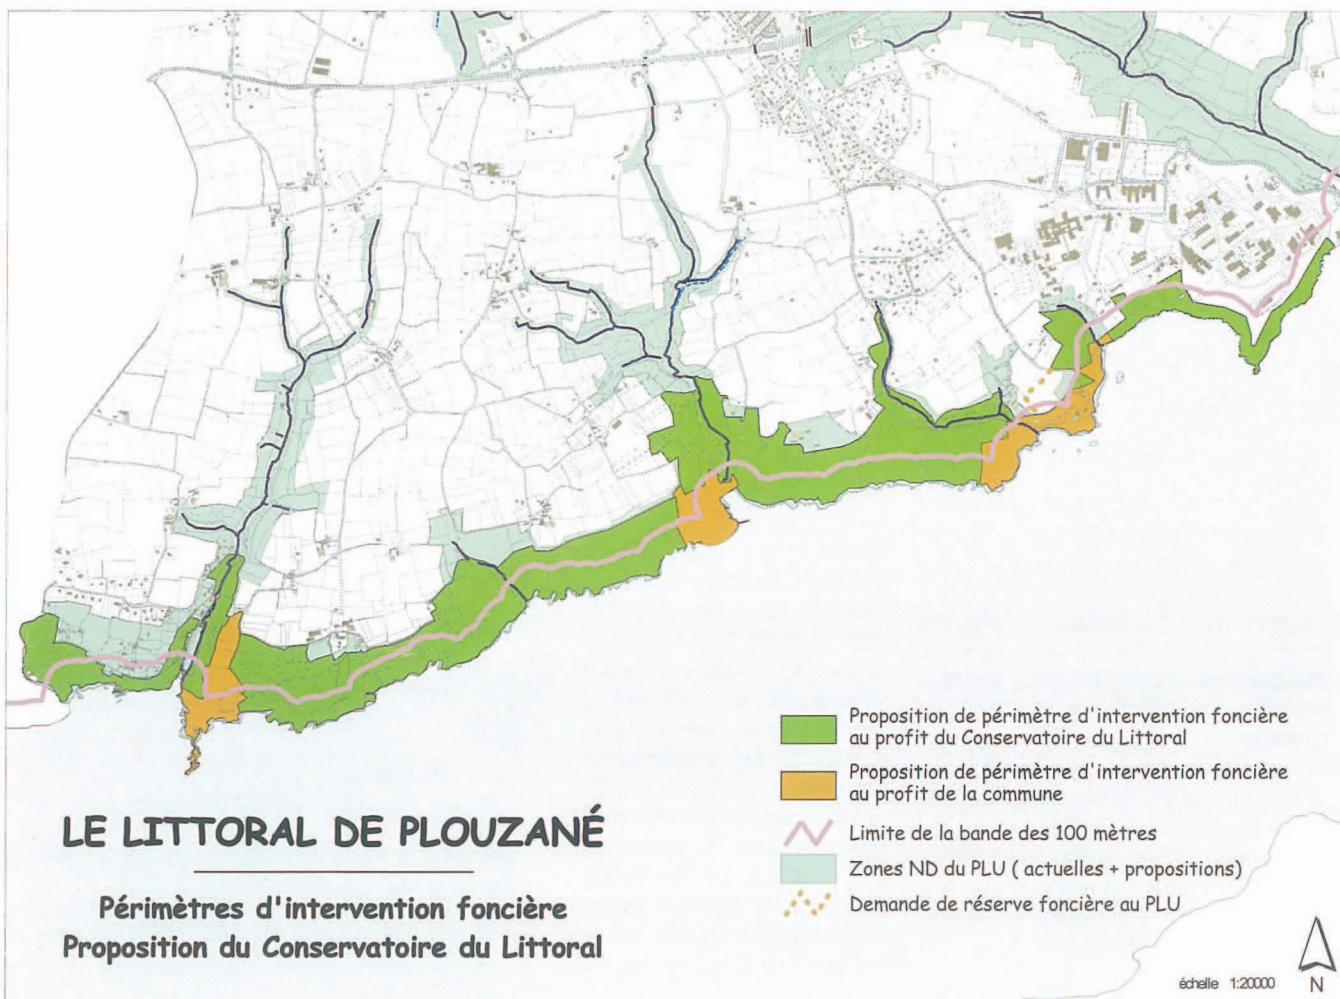 LE LITTORAL DE PLOUZANÉ
Périmètres d'intervention foncière
Proposition du Conservatoire du Littoral
Proposition de périmètre d'intervention foncière
au profit du Conservatoire du Littoral
Proposition de périmètre d'intervention foncière
au profit de la commune
Limite de la bande des 100 mètres
Zones ND du PLU ( actuelles + propositions)
Demande de réserve foncière au PLU
échelle 1:20000
N